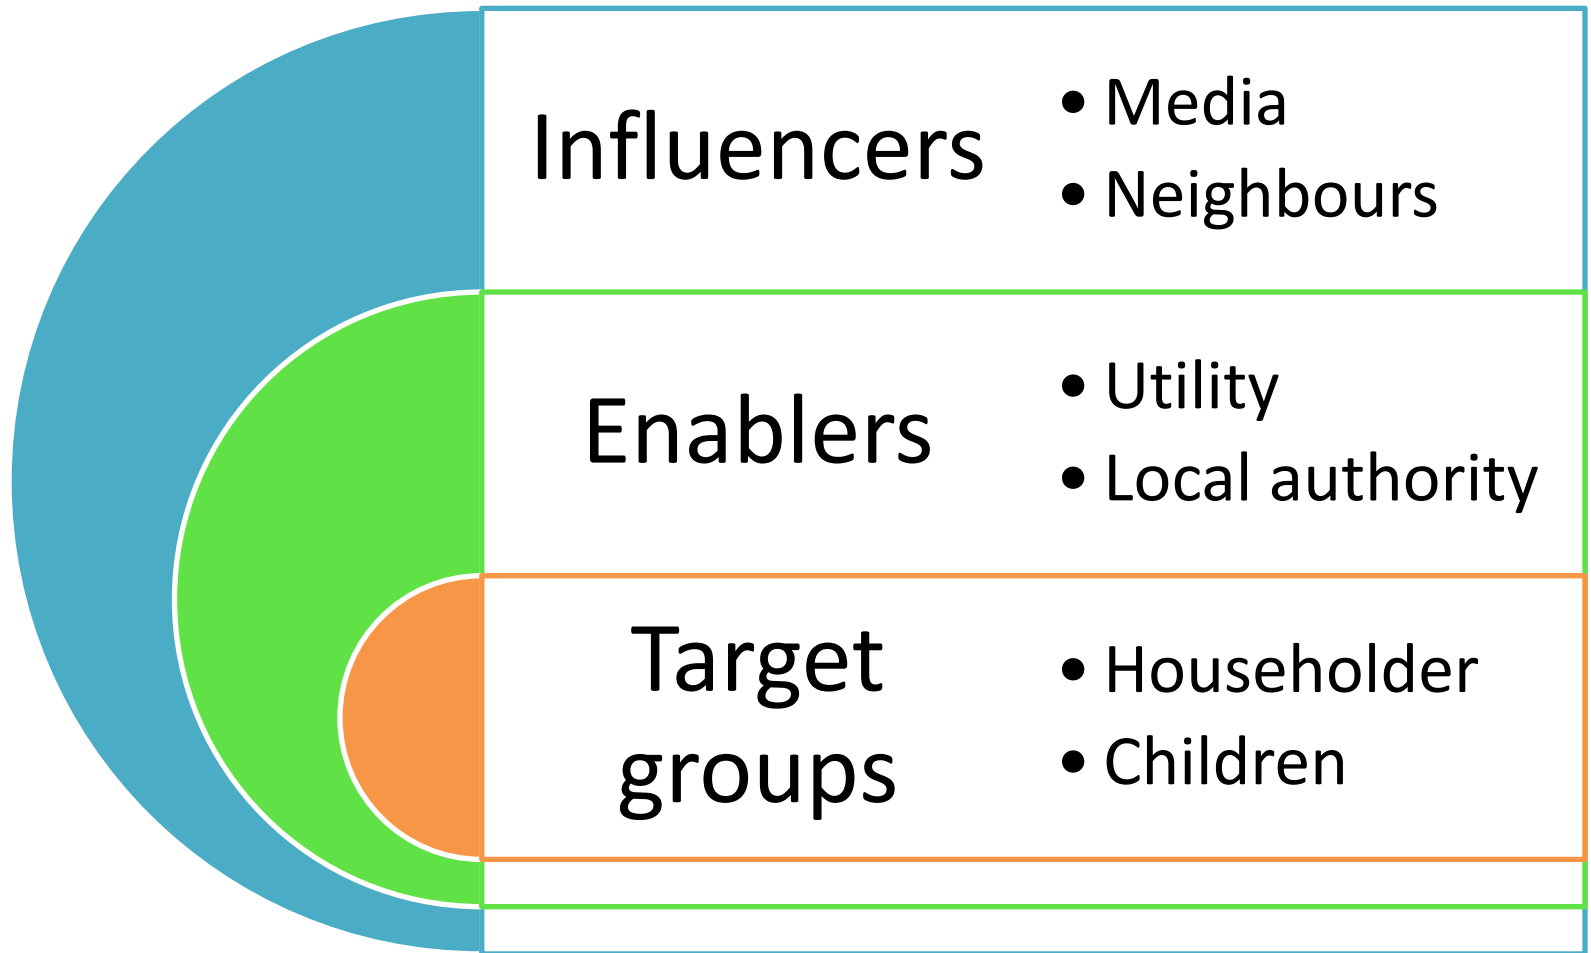 Influencers
• Media
• Neighbours
Enablers
• Utility
• Local authority
Target
groups
• Householder
• Children